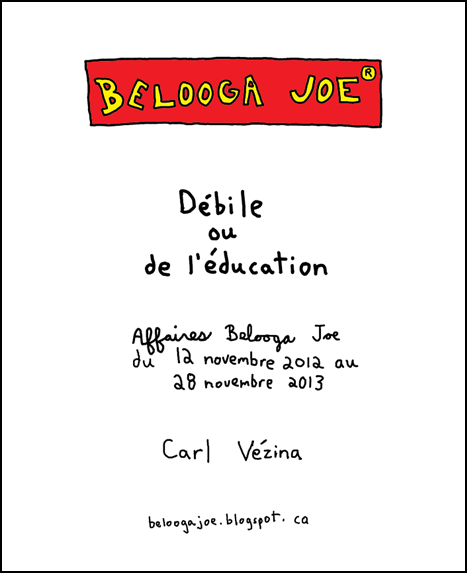 BELOOGA JOE®
Débile
ou
de l'éducation
Affaires Belooga Joe
du 12 novembre 2012 au
28 novembre 2013
Carl Vézina
beloogajoe.blogspot.ca